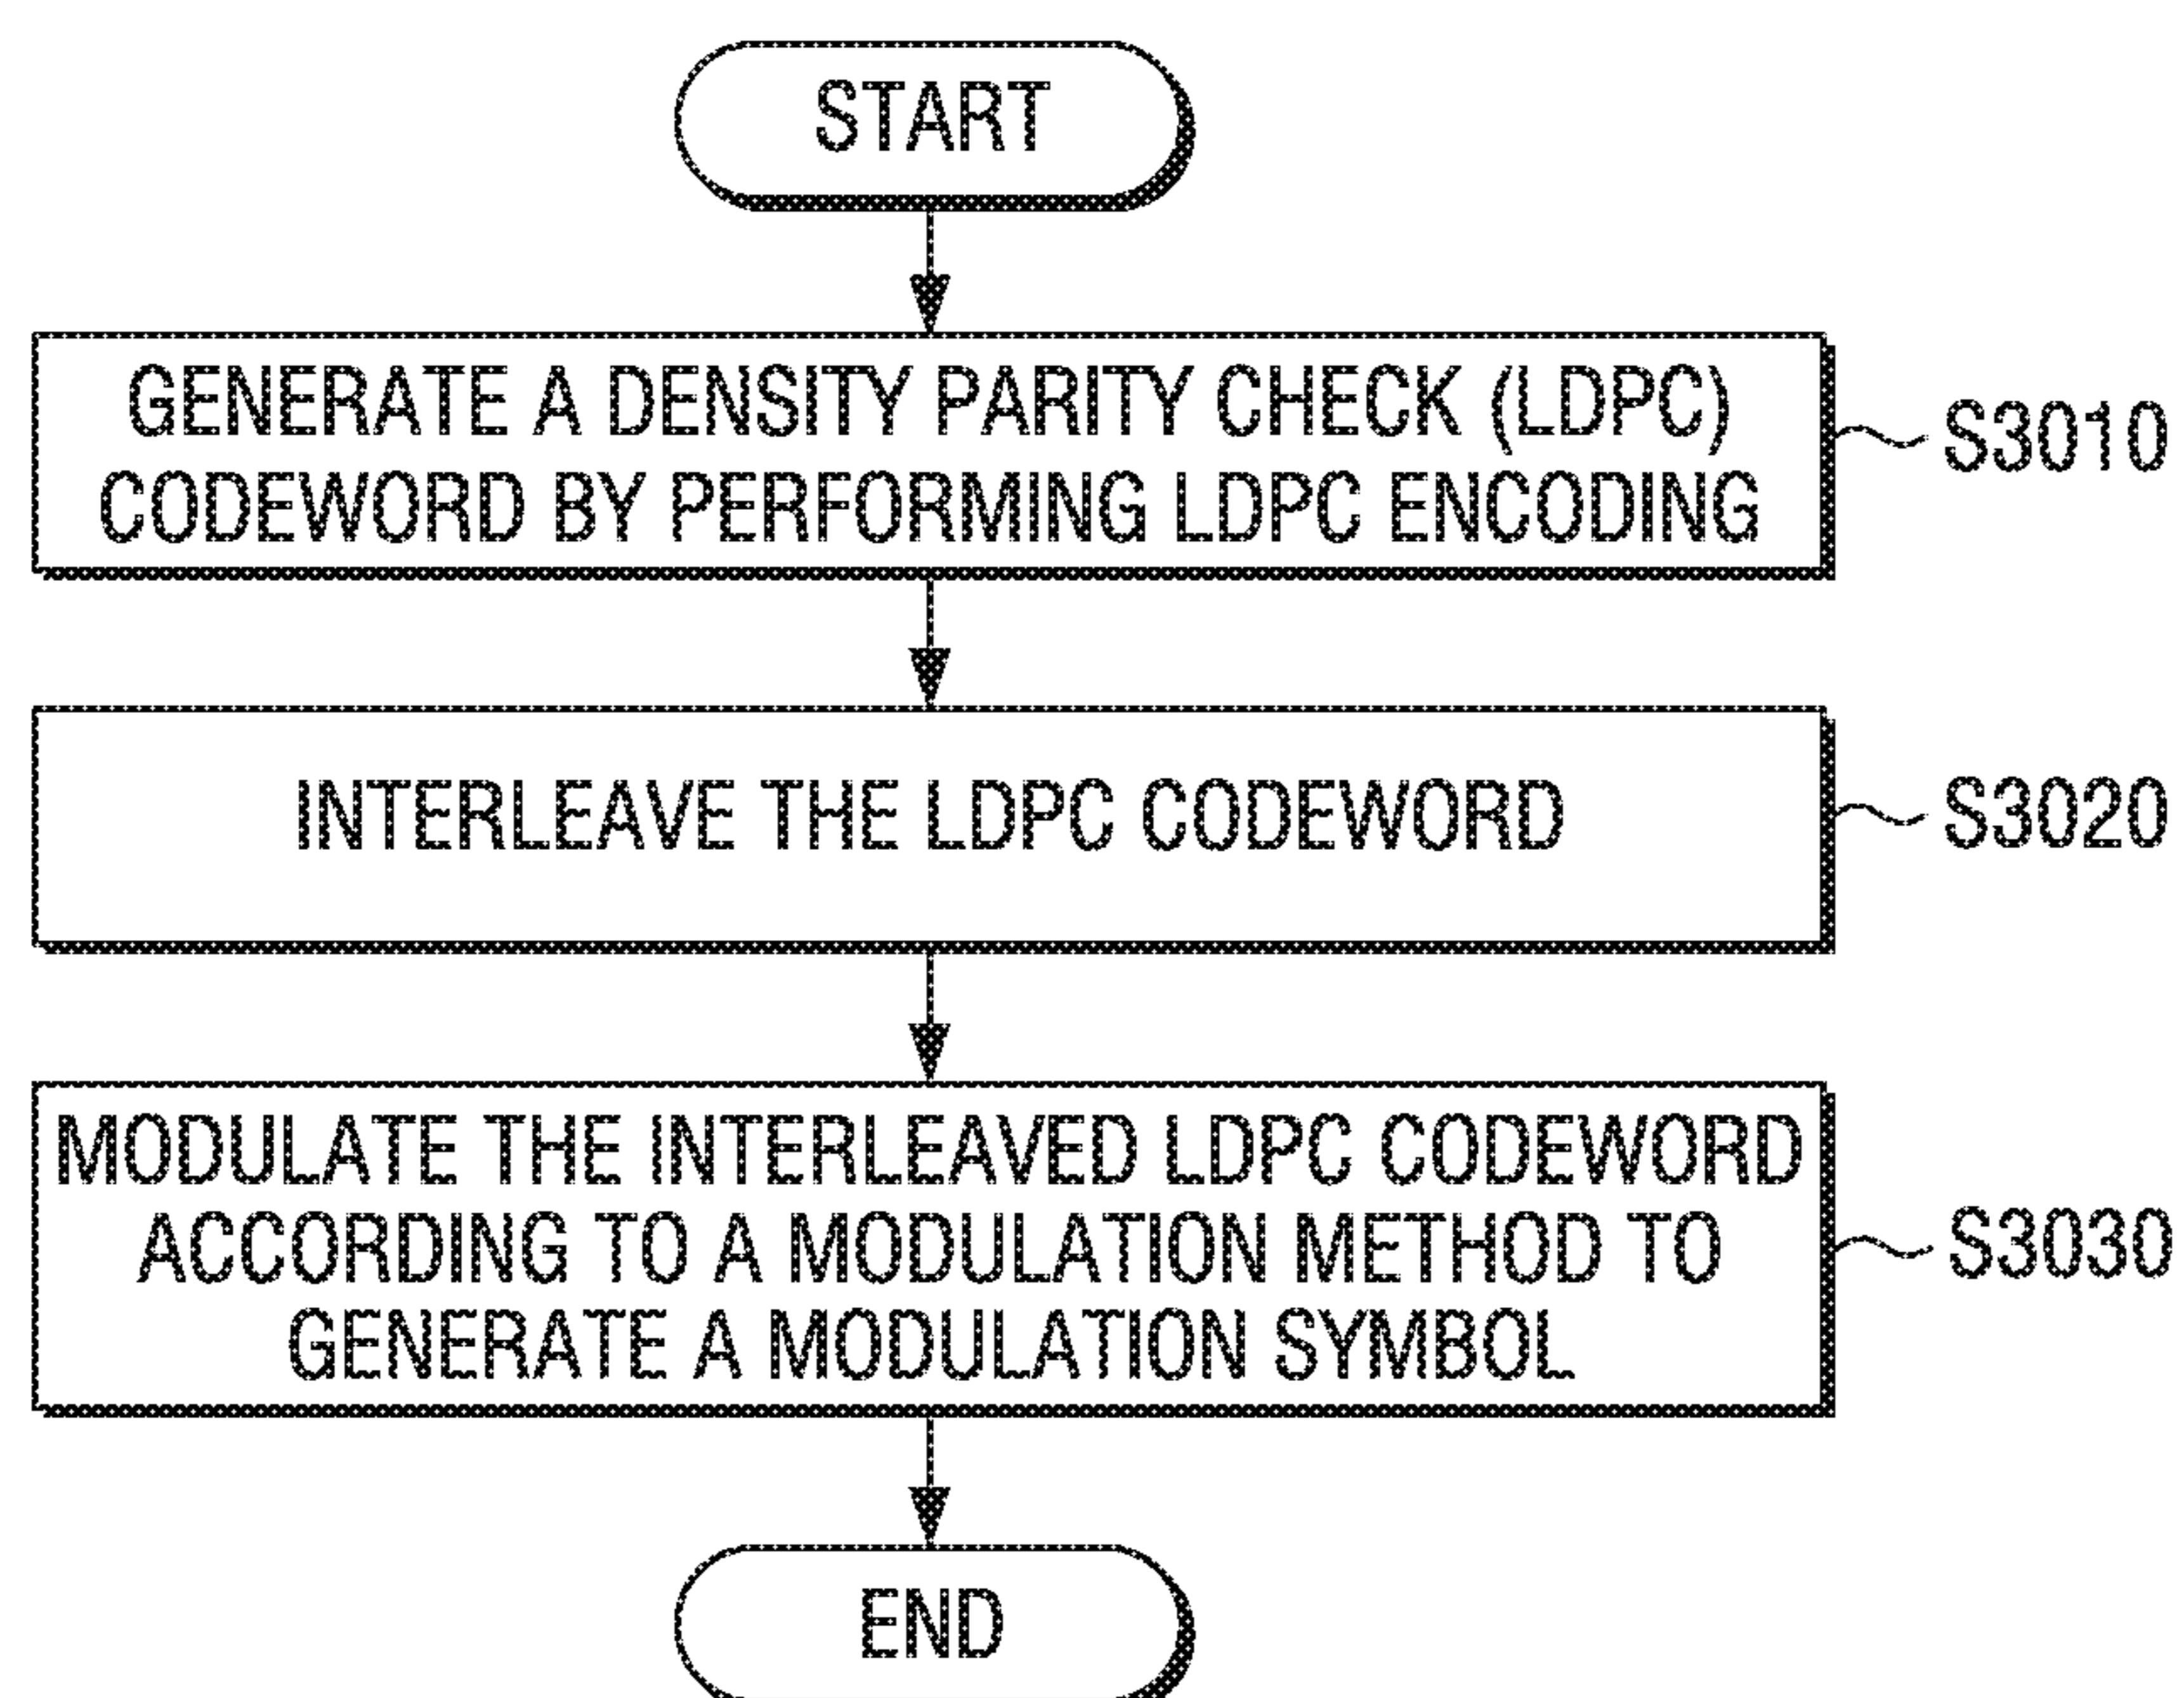 START
GENERATE A DENSITY PARITY CHECK (LDPC)
CODEWORD BY PERFORMING LDPC ENCODING
S3010
INTERLEAVE THE LDPC CODEWORD
S3020
MODULATE THE INTERLEAVED LDPC CODEWORD
ACCORDING TO A MODULATION METHOD TO
GENERATE A MODULATION SYMBOL
S3030
END